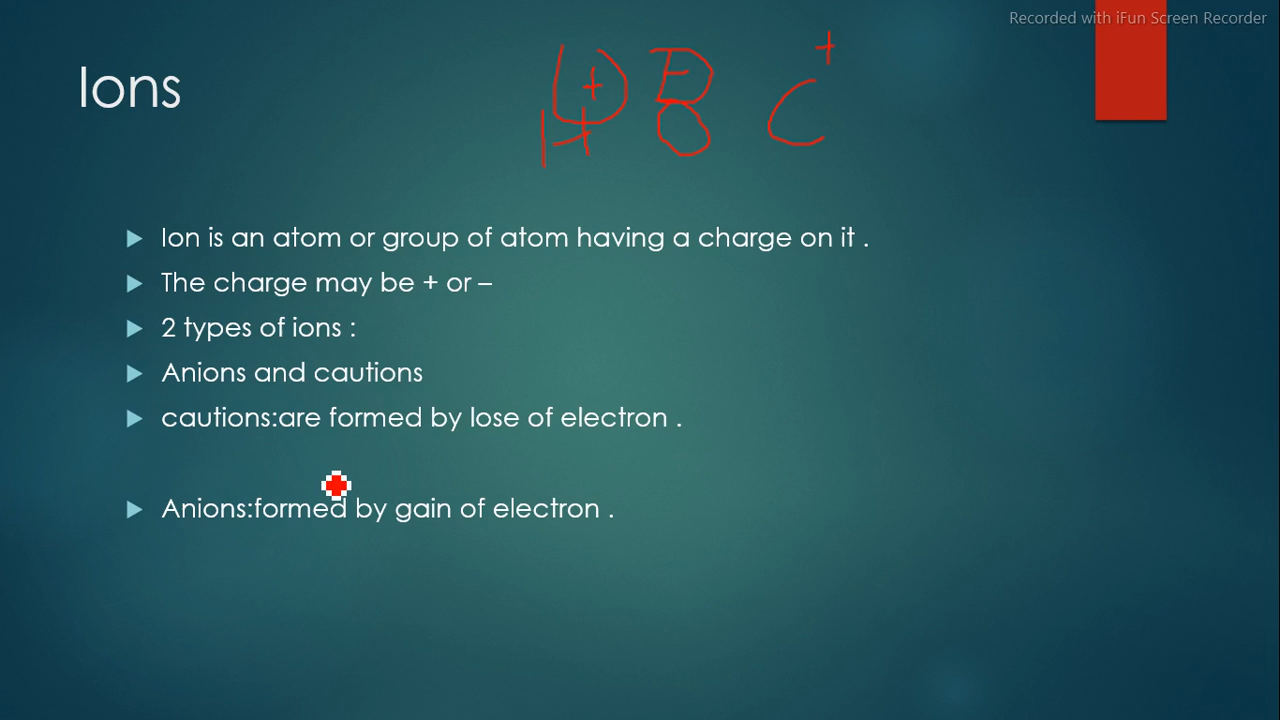 Recorded with iFun Screen Recorder
Ions
C +
Ion is an atom or group of atom having a charge on it .
The charge may be + or –
2 types of ions :
Anions and cautions
cautions:are formed by lose of electron .
Anions:formed by gain of electron .